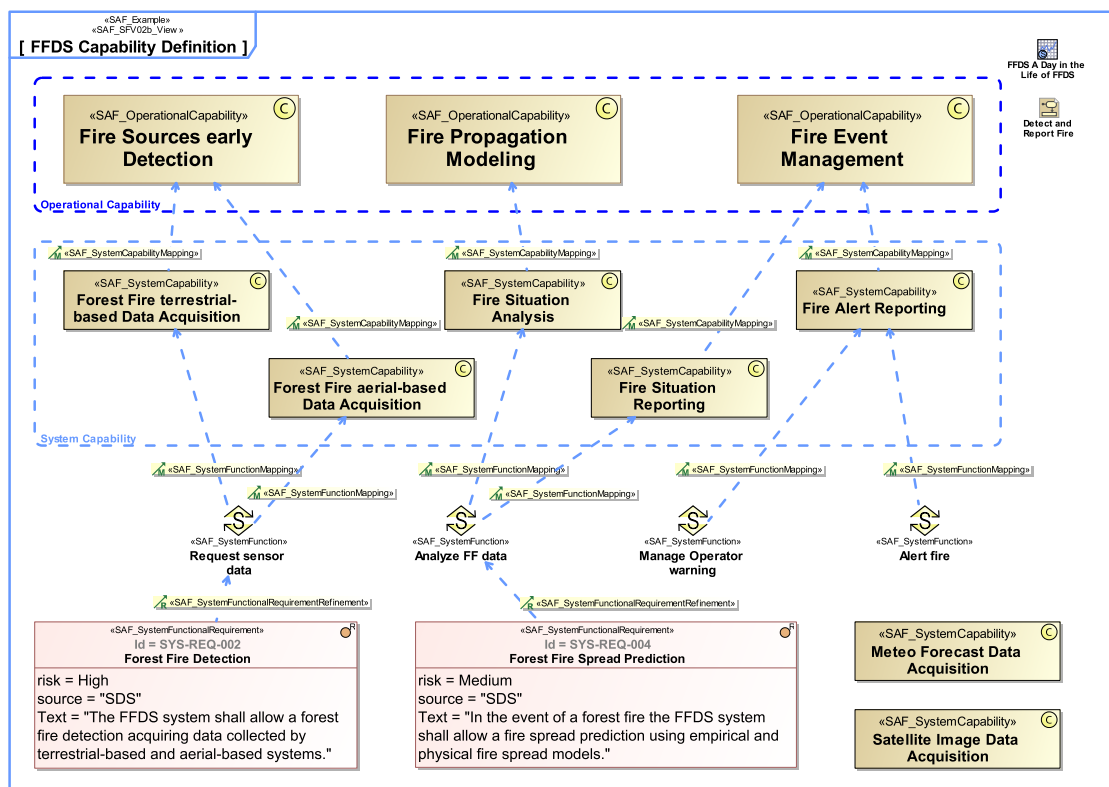 «SAF_Example»
«SAF_SFV02b_View »
[ FFDS Capability Definition ]
FFDS A Day in the
Life of FFDS
Detect and
Report Fire
C
«SAF_OperationalCapability»
Fire Sources early
Detection
C
«SAF_OperationalCapability»
Fire Propagation
Modeling
C
«SAF_OperationalCapability»
Fire Event
Management
Operational Capability
M «SAF_SystemCapabilityMapping»
M «SAF_SystemCapabilityMapping»
M «SAF_SystemCapabilityMapping»
C
«SAF_SystemCapability»
Forest Fire terrestrial-
based Data Acquisition
C
«SAF_SystemCapability»
Fire Situation
Analysis
C
«SAF_SystemCapability»
Fire Alert Reporting
M «SAF_SystemCapabilityMapping»
M «SAF_SystemCapabilityMapping»
C
«SAF_SystemCapability»
Forest Fire aerial-based
Data Acquisition
C
«SAF_SystemCapability»
Fire Situation
Reporting
System Capability
M «SAF_SystemFunctionMapping»
M «SAF_SystemFunctionMapping»
M «SAF_SystemFunctionMapping»
M «SAF_SystemFunctionMapping»
M «SAF_SystemFunctionMapping»
M «SAF_SystemFunctionMapping»
S
«SAF_SystemFunction»
Request sensor
data
S
«SAF_SystemFunction»
Analyze FF data
S
«SAF_SystemFunction»
Manage Operator
warning
S
«SAF_SystemFunction»
Alert fire
R «SAF_SystemFunctionalRequirementRefinement»
R «SAF_SystemFunctionalRequirementRefinement»
R
«SAF_SystemFunctionalRequirement»
Id = SYS-REQ-002
Forest Fire Detection
risk = High
source = "SDS"
Text = "The FFDS system shall allow a forest
fire detection acquiring data collected by
terrestrial-based and aerial-based systems."
R
«SAF_SystemFunctionalRequirement»
Id = SYS-REQ-004
Forest Fire Spread Prediction
risk = Medium
source = "SDS"
Text = "In the event of a forest fire the FFDS system
shall allow a fire spread prediction using empirical and
physical fire spread models."
C
«SAF_SystemCapability»
Meteo Forecast Data
Acquisition
C
«SAF_SystemCapability»
Satellite Image Data
Acquisition